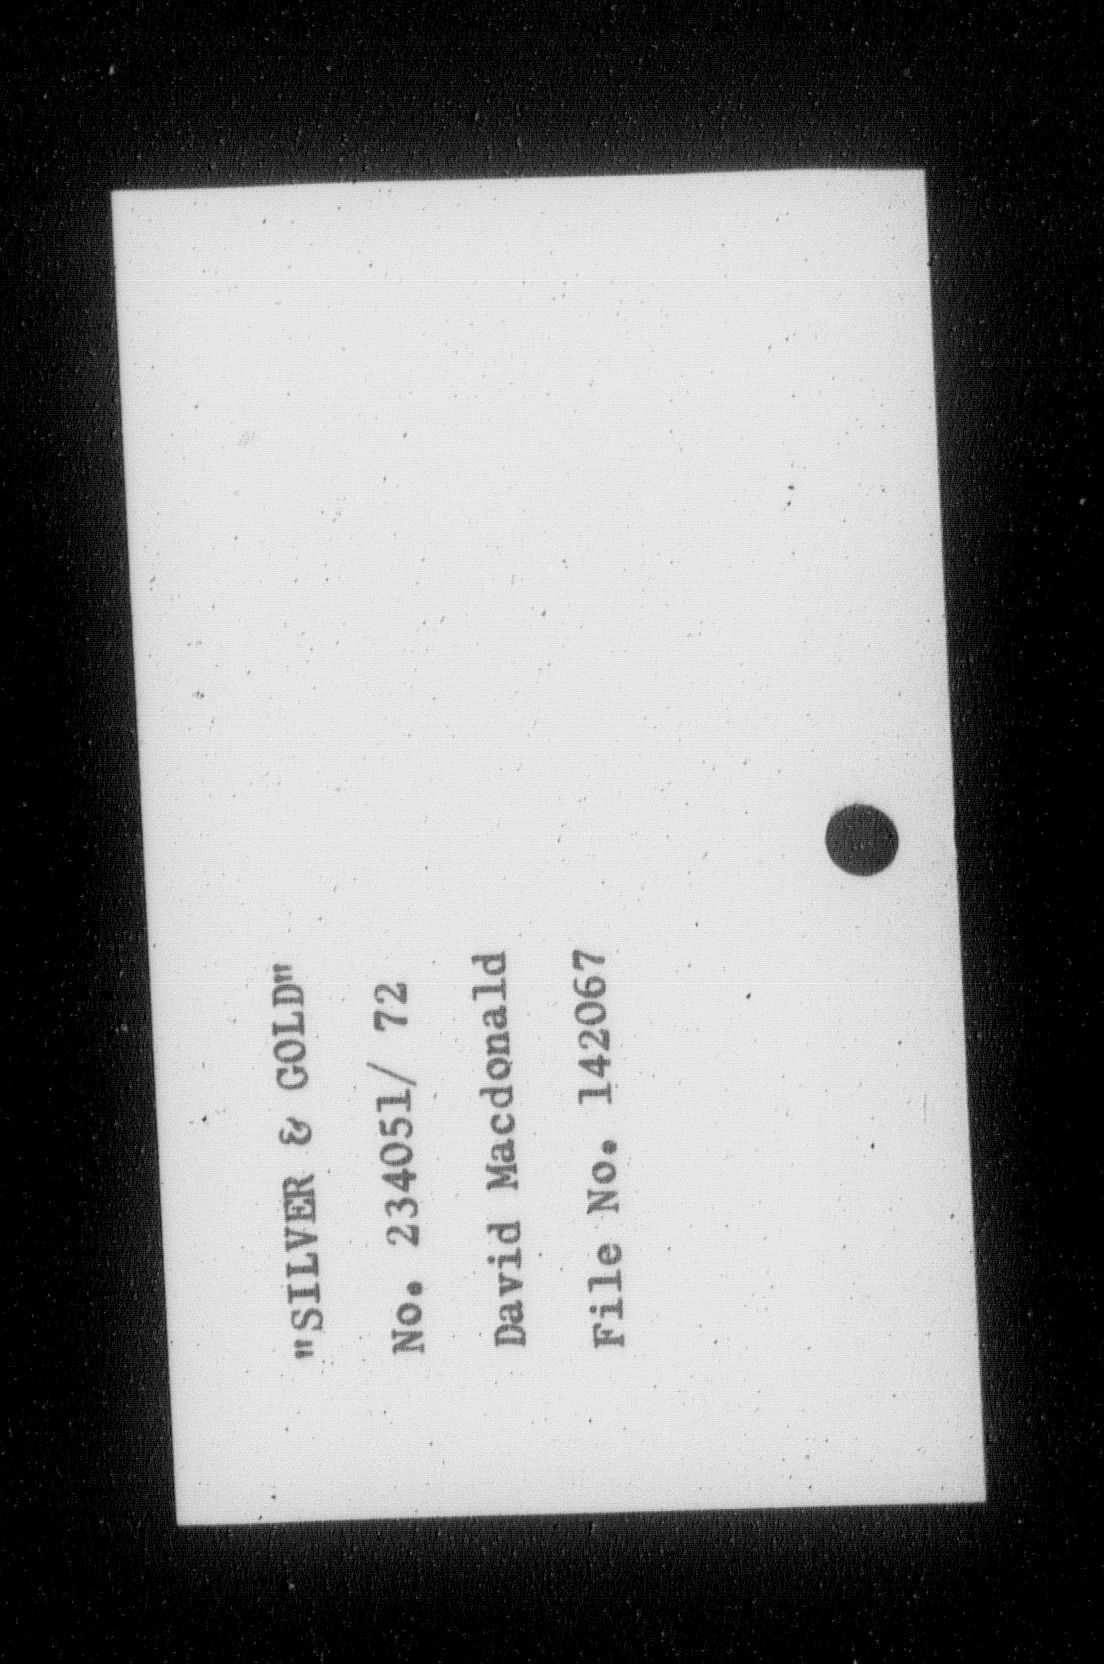 "SILVER & GOLD"
No. 234051/ 72
David Macdonald
File No. 142067